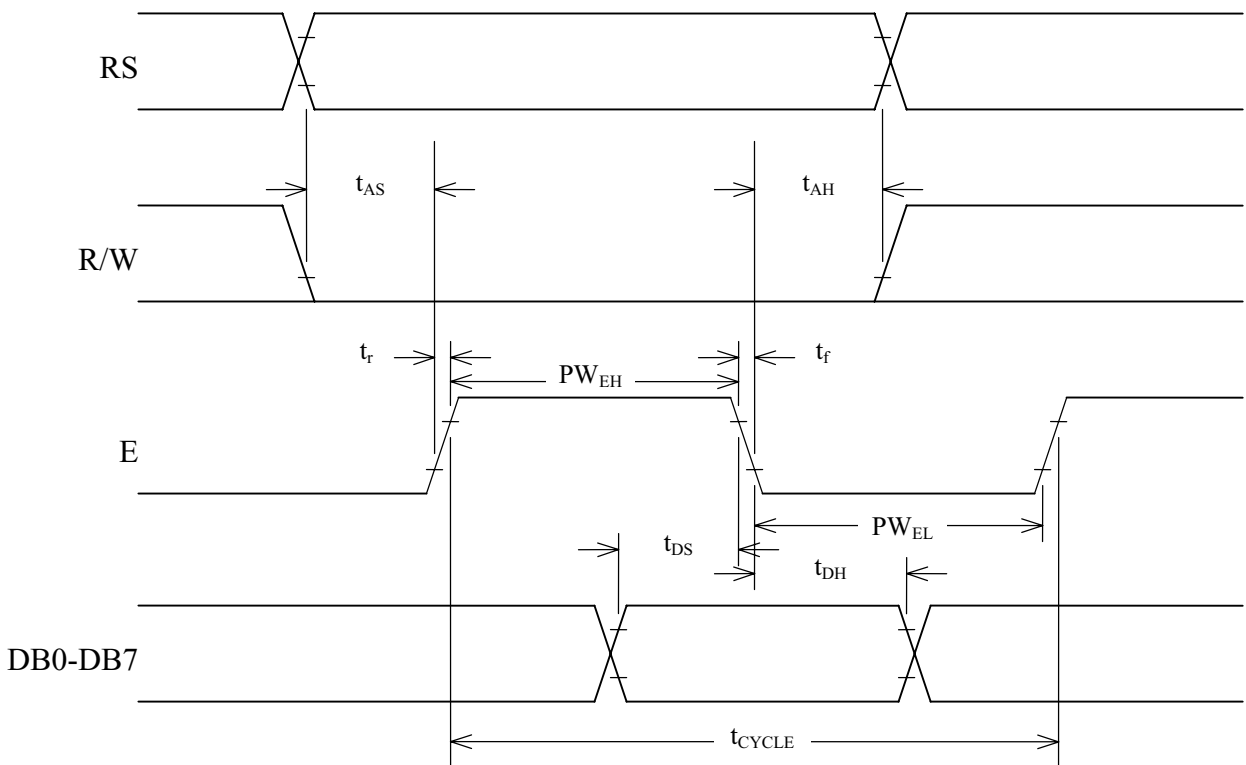 RS
tAS
tAH
R/W
tr
PWEH
tf
E
PWEL
tDS
tDH
DB0-DB7
tCYCLE